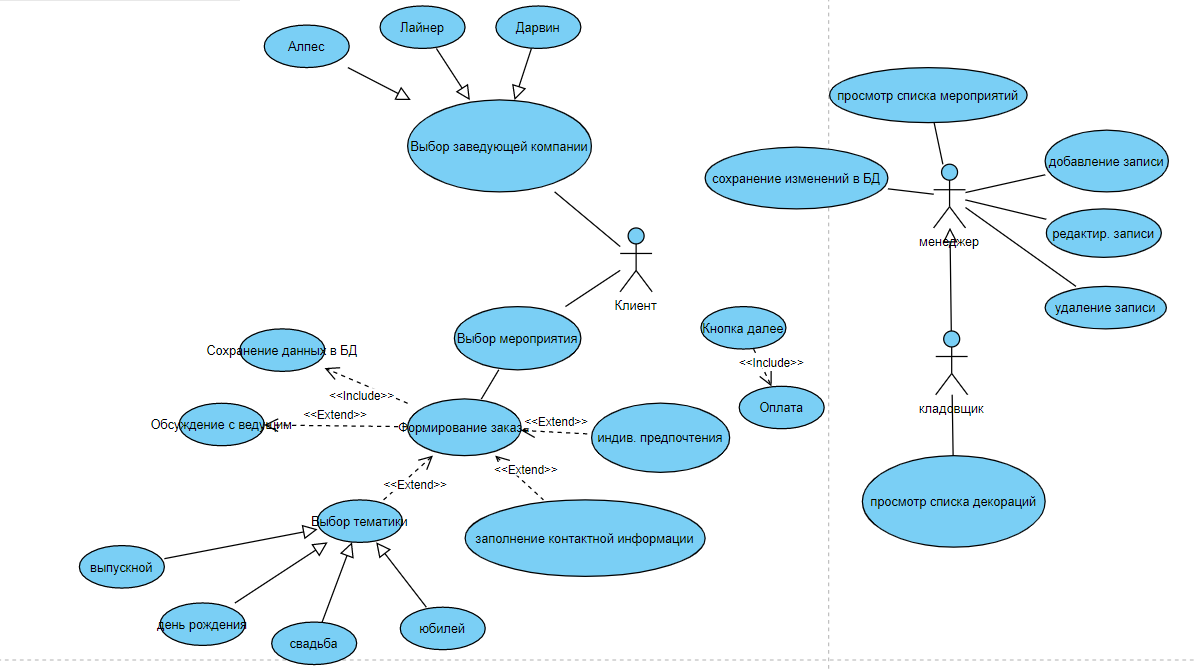 Алпес
Лайнер
Дарвин
Выбор заведующей компании
просмотр списка мероприятий
сохранение изменений в БД
добавление записи
редактир. записи
удаление записи
менеджер
Клиент
Выбор мероприятия
Кнопка далее
<<Include>>
Оплата
кладовщик
просмотр списка декораций
Сохранение данных в БД
<<Include>>
<<Extend>>
Обсуждение с ведущим
Формирование заказ
<<Extend>>
индив. предпочтения
<<Extend>>
<<Extend>>
Выбор тематики
заполнение контактной информации
выпускной
день рождения
свадьба
юбилей